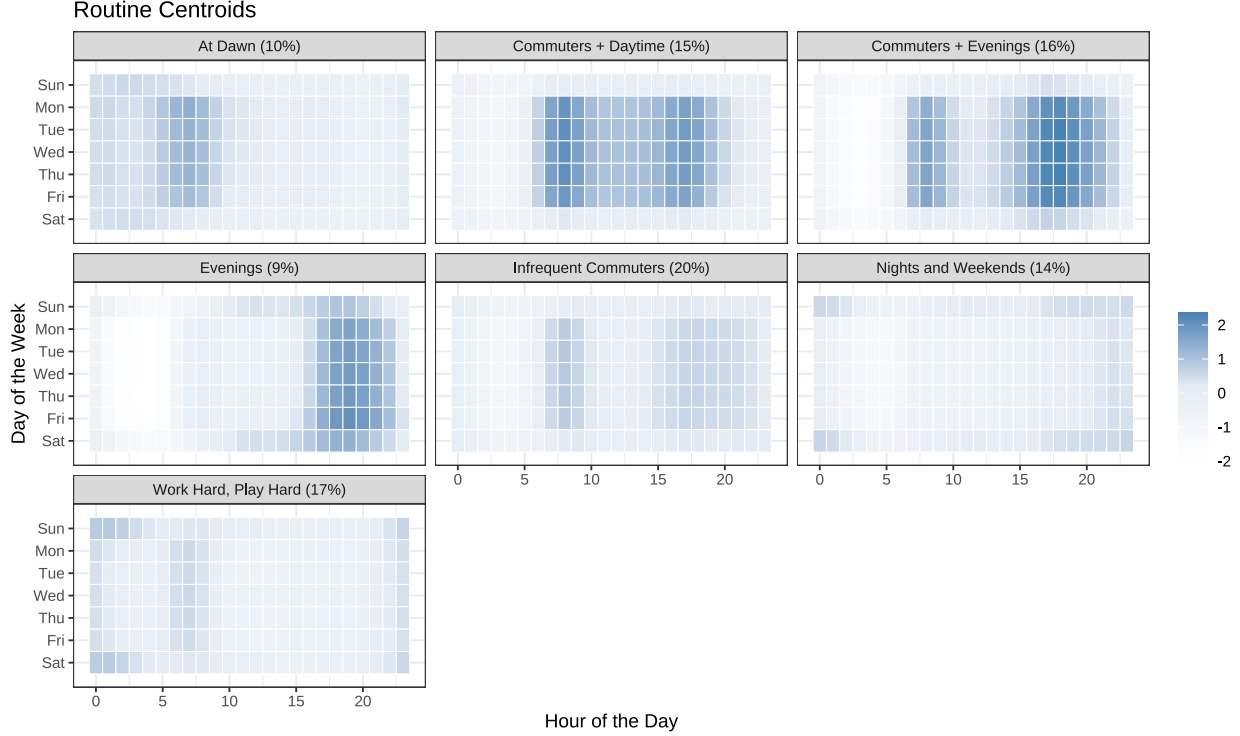 Routine Centroids
At Dawn (10%)
Commuters + Daytime (15%)
Commuters + Evenings (16%)
Sun
Mon
Tue
Wed
Thu
Fri
Sat
Evenings (9%)
Infrequent Commuters (20%)
Nights and Weekends (14%)
Sun
Mon
Tue
Wed
Thu
Fri
Sat
0 5 10 15 20
0 5 10 15 20
Work Hard, Play Hard (17%)
Sun
Mon
Tue
Wed
Thu
Fri
Sat
0 5 10 15 20
Hour of the Day
Day of the Week
2
1
0
-1
-2